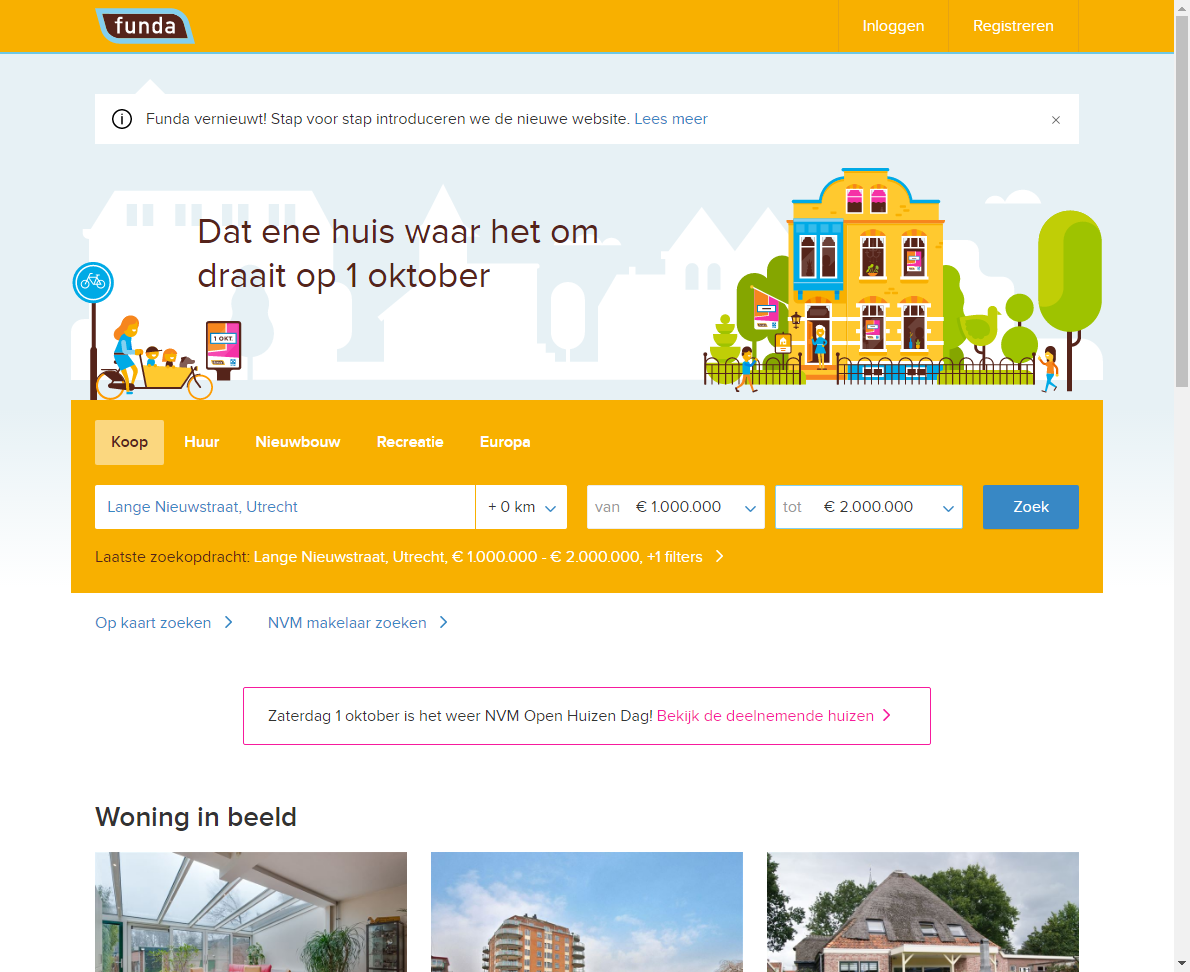 funda
Inloggen
Registreren
Funda vernieuwt! Stap voor stap introduceren we de nieuwe website. Lees meer
Dat ene huis waar het om
draait op 1 oktober
1 OKT
Koop
Huur
Nieuwbouw
Recreatie
Europa
Lange Nieuwstraat, Utrecht
+ 0 km
van € 1.000.000
tot € 2.000.000
Zoek
Laatste zoekopdracht: Lange Nieuwstraat, Utrecht, € 1.000.000 - € 2.000.000, +1 filters
Op kaart zoeken
NVM makelaar zoeken
Zaterdag 1 oktober is het weer NVM Open Huizen Dag! Bekijk de deelnemende huizen
Woning in beeld